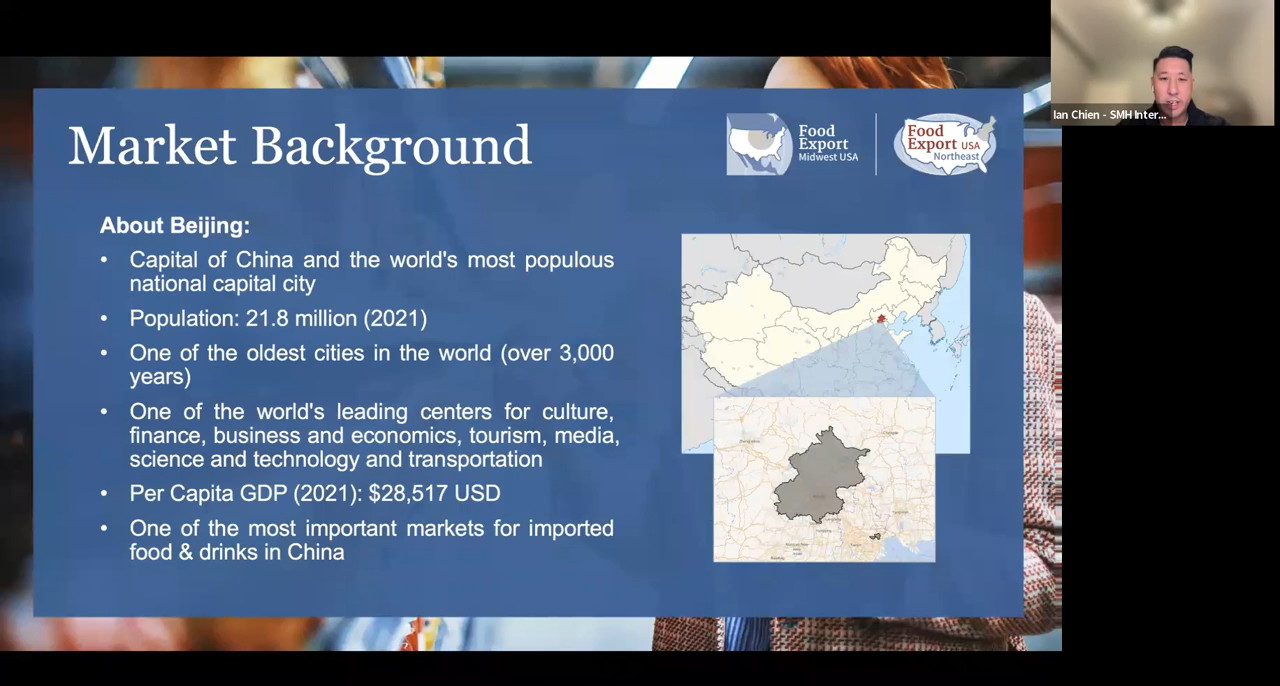 Ian Chien - SMH Inter...
Market Background
Food
Export
Midwest USA
Food
Export USA
Northeast
About Beijing:
• Capital of China and the world's most populous
national capital city
• Population: 21.8 million (2021)
• One of the oldest cities in the world (over 3,000
years)
• One of the world's leading centers for culture,
finance, business and economics, tourism, media,
science and technology and transportation
• Per Capita GDP (2021): $28,517 USD
• One of the most important markets for imported
food & drinks in China